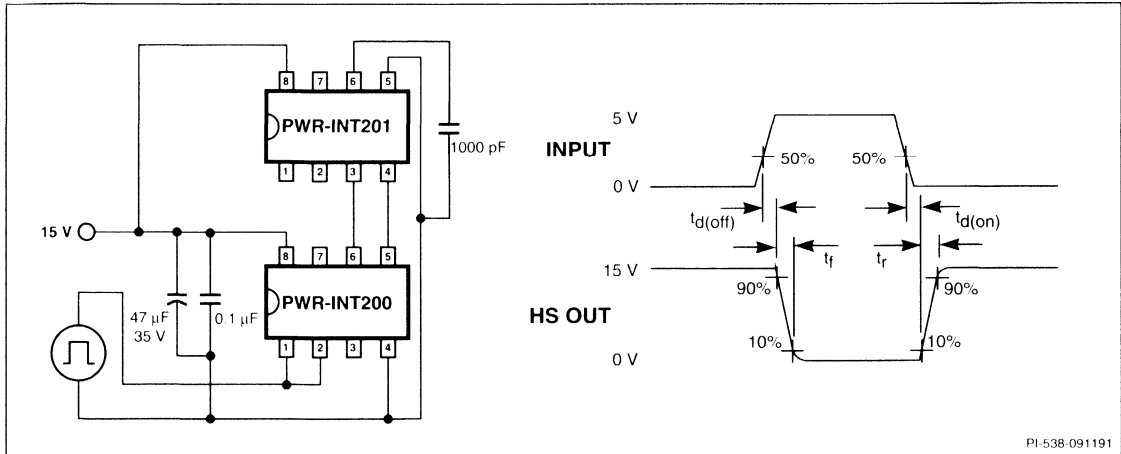 8 7 6 5
PWR-INT201
1 2 3 4
1000 pF
15 V
8 7 6 5
PWR-INT200
1 2 3 4
47 µF
35 V
0.1 µF
5 V
INPUT
50% 50%
0 V
td(off) td(on)
tf tr
15 V
90% 90%
HS OUT
10% 10%
0 V
PI-538-091191